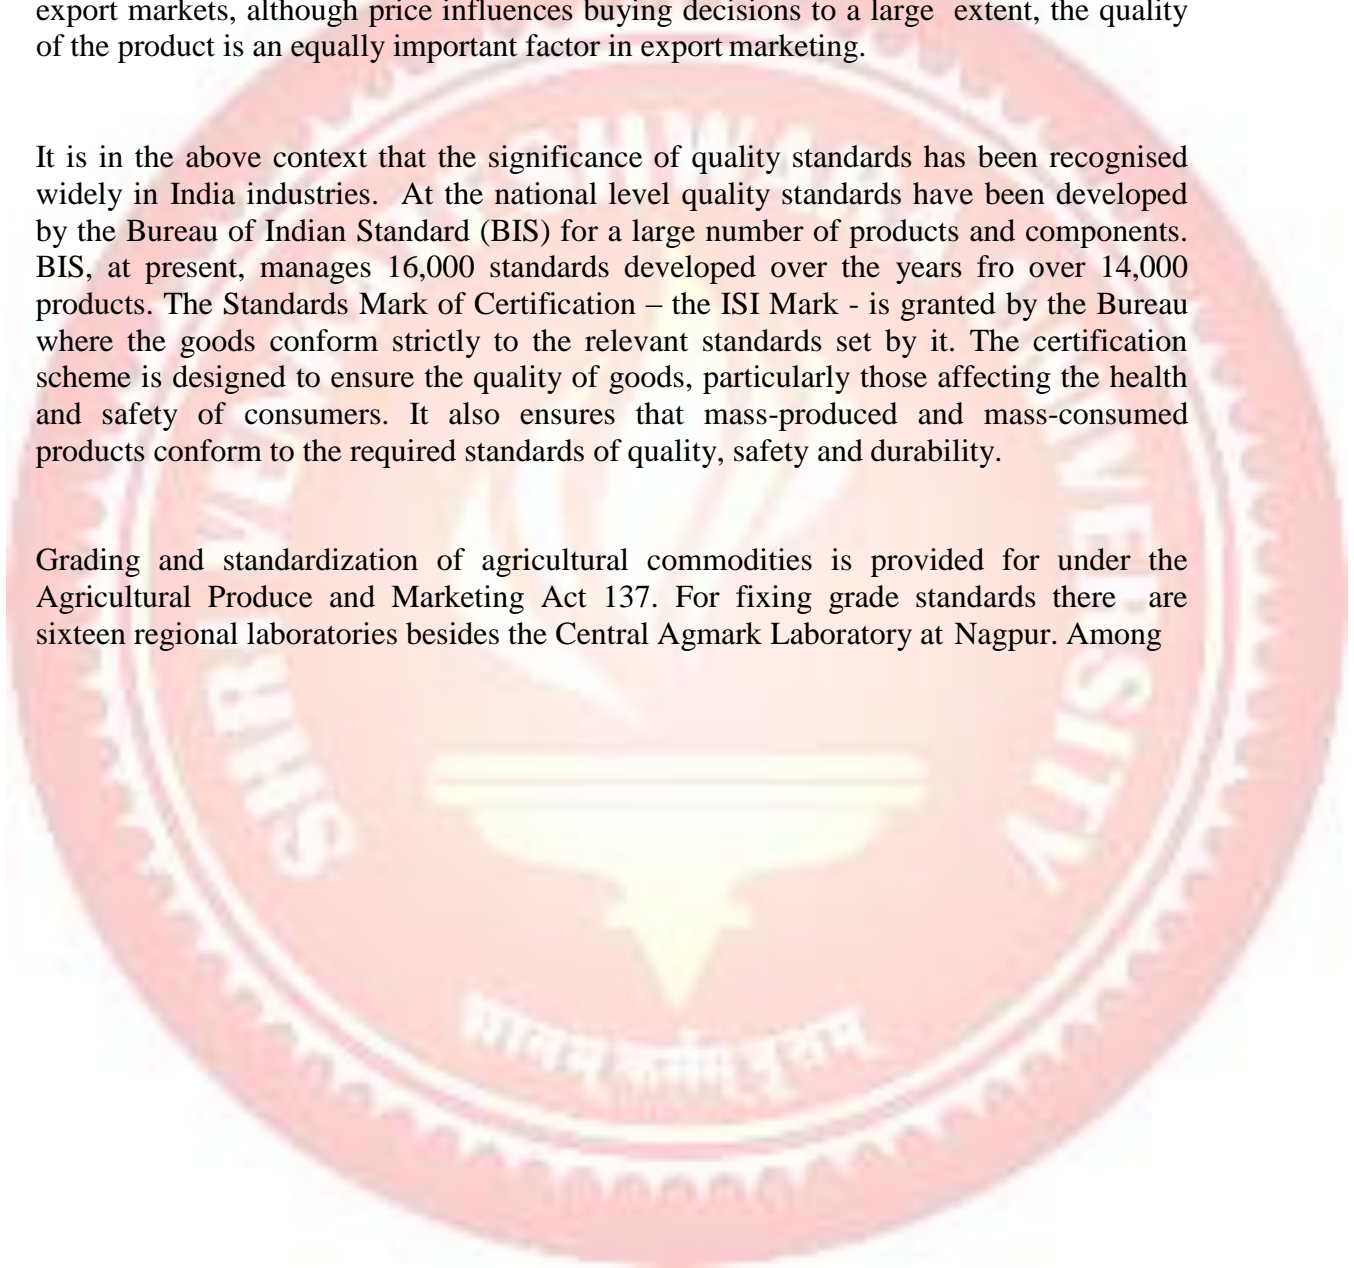 export markets, although price influences buying decisions to a large extent, the quality
of the product is an equally important factor in export marketing.
It is in the above context that the significance of quality standards has been recognised
widely in India industries. At the national level quality standards have been developed
by the Bureau of Indian Standard (BIS) for a large number of products and components.
BIS, at present, manages 16,000 standards developed over the years fro over 14,000
products. The Standards Mark of Certification – the ISI Mark - is granted by the Bureau
where the goods conform strictly to the relevant standards set by it. The certification
scheme is designed to ensure the quality of goods, particularly those affecting the health
and safety of consumers. It also ensures that mass-produced and mass-consumed
products conform to the required standards of quality, safety and durability.
Grading and standardization of agricultural commodities is provided for under the
Agricultural Produce and Marketing Act 137. For fixing grade standards there are
sixteen regional laboratories besides the Central Agmark Laboratory at Nagpur. Among
SHRI
UNIVERSITY